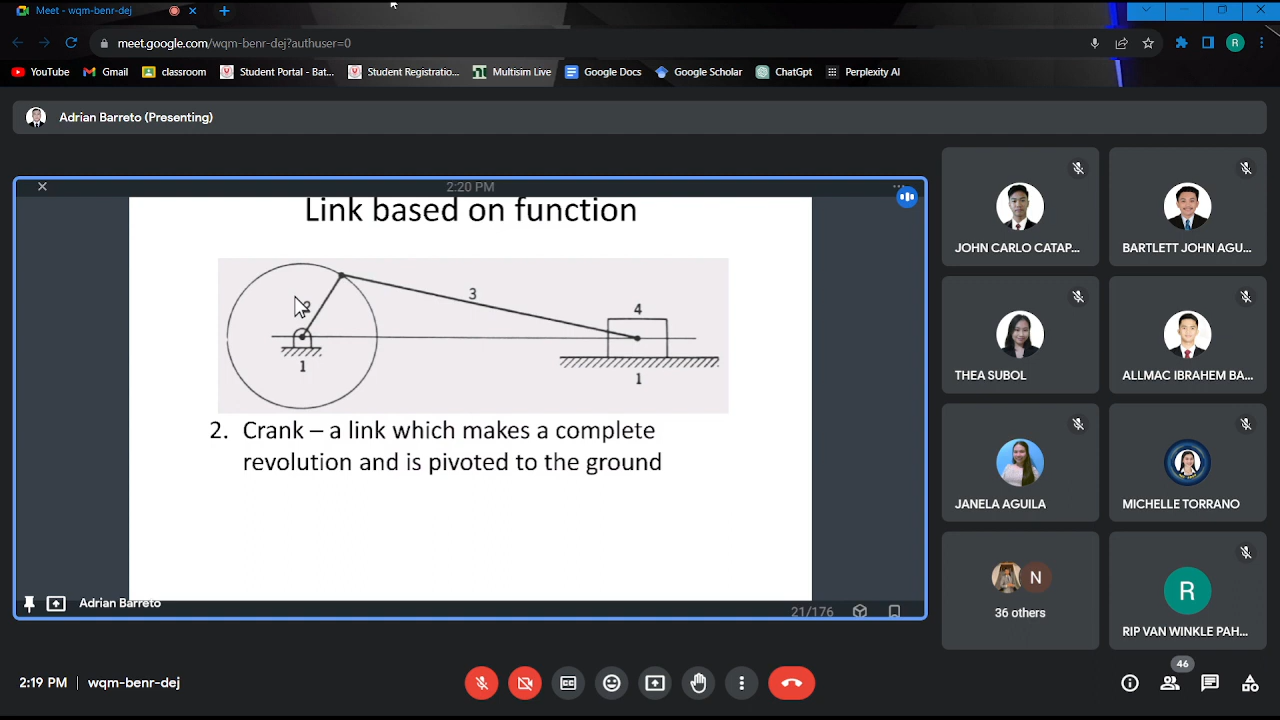 Meet - wqm-benr-dej
meet.google.com/wqm-benr-dej?authuser=0
R
YouTube
Gmail
classroom
Student Portal - Bat...
Student Registratio...
Multisim Live
Google Docs
Google Scholar
ChatGpt
Perplexity AI
Adrian Barreto (Presenting)
2:20 PM
Link based on function
2
3
4
1
1
2. Crank – a link which makes a complete
revolution and is pivoted to the ground
Adrian Barreto
21/176
JOHN CARLO CATAP...
BARTLETT JOHN AGU...
THEA SUBOL
ALLMAC IBRAHEM BA...
JANELA AGUILA
MICHELLE TORRANO
N
36 others
R
RIP VAN WINKLE PAH...
2:19 PM | wqm-benr-dej
46